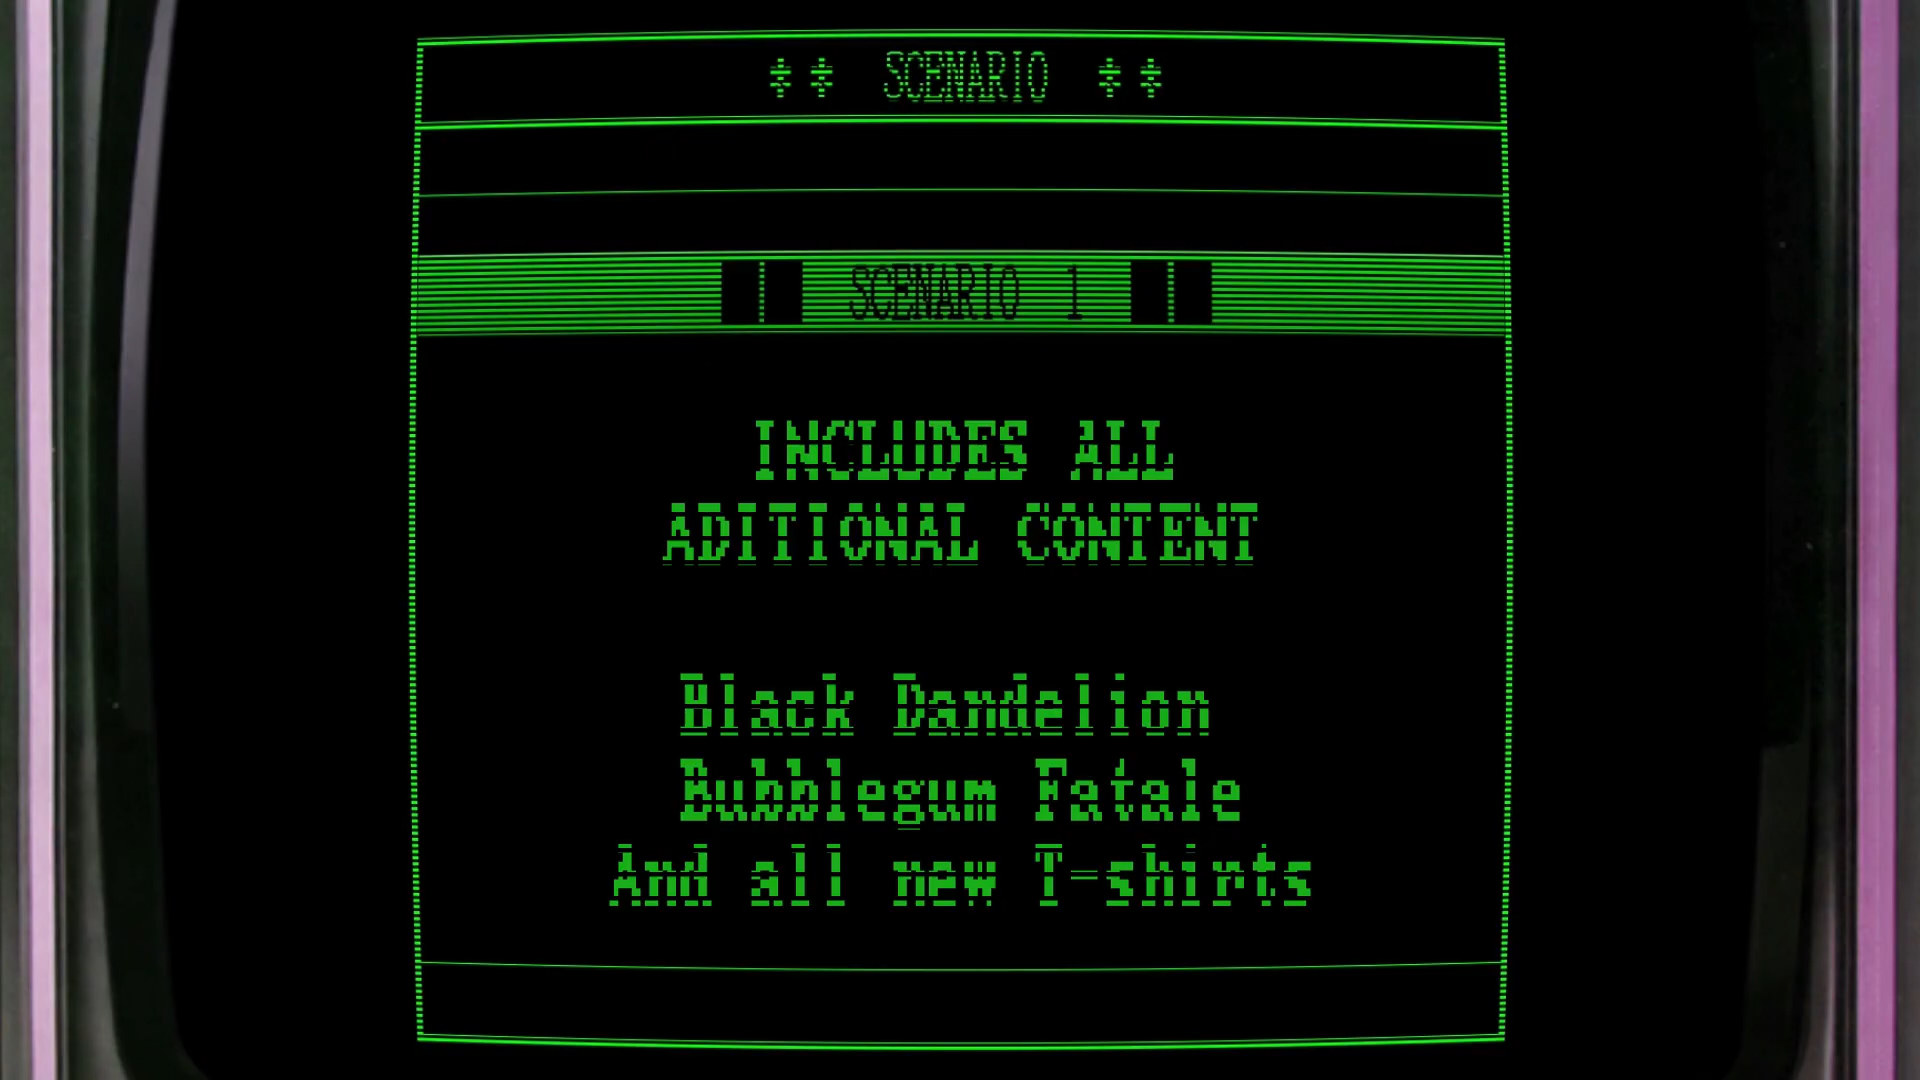 ** SCENARIO **
SCENARIO 1
INCLUDES ALL
ADITIONAL CONTENT
Black Dandelion
Bubblegum Fatale
And all new T-shirts